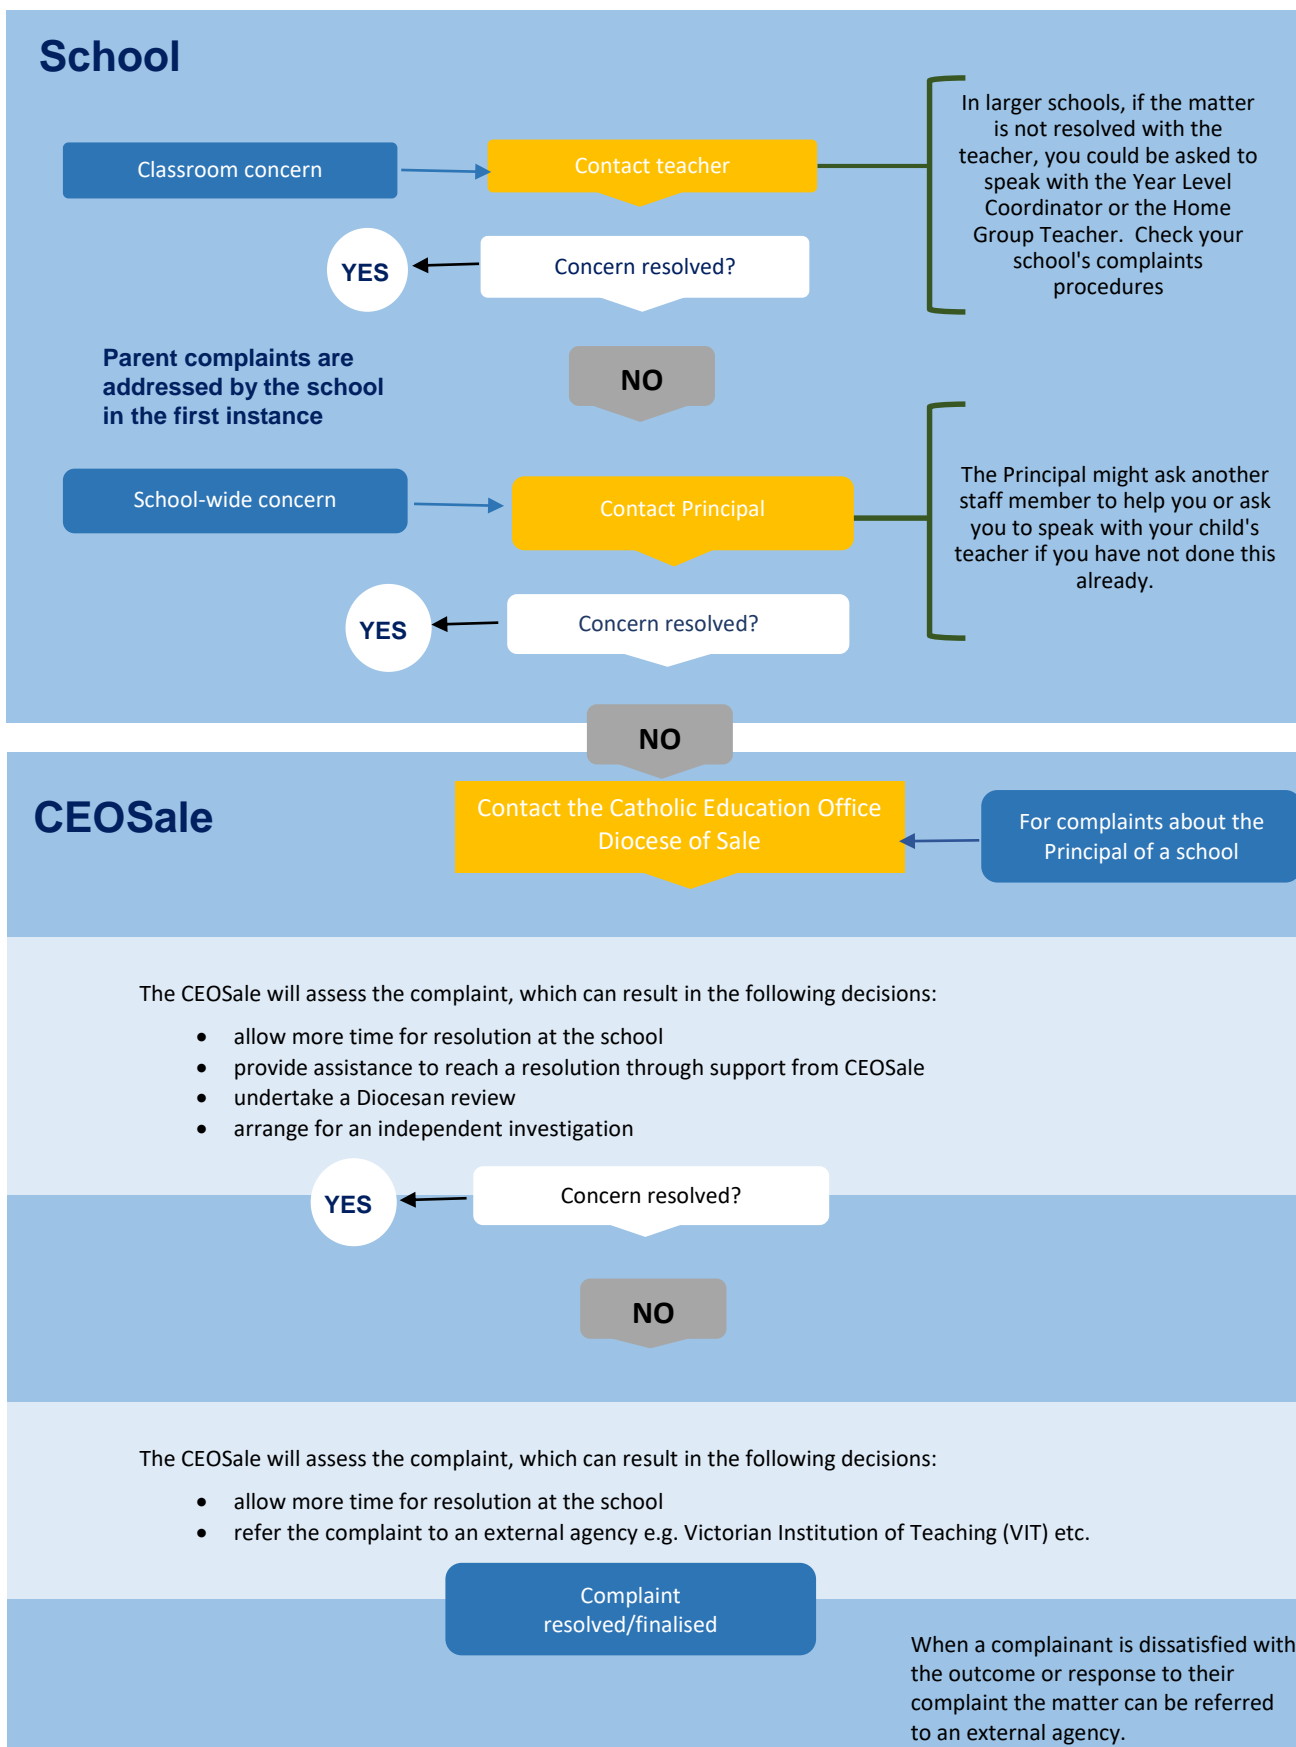 School
Classroom concern
Contact teacher
In larger schools, if the matter
is not resolved with the
teacher, you could be asked to
speak with the Year Level
Coordinator or the Home
Group Teacher.  Check your
school's complaints
procedures
YES
Concern resolved?
NO
Parent complaints are
addressed by the school
in the first instance
School-wide concern
Contact Principal
The Principal might ask another
staff member to help you or ask
you to speak with your child's
teacher if you have not done this
already.
YES
Concern resolved?
NO
CEOSale
Contact the Catholic Education Office
Diocese of Sale
For complaints about the
Principal of a school
The CEOSale will assess the complaint, which can result in the following decisions:
• allow more time for resolution at the school
• provide assistance to reach a resolution through support from CEOSale
• undertake a Diocesan review
• arrange for an independent investigation
YES
Concern resolved?
NO
The CEOSale will assess the complaint, which can result in the following decisions:
• allow more time for resolution at the school
• refer the complaint to an external agency e.g. Victorian Institution of Teaching (VIT) etc.
Complaint
resolved/finalised
When a complainant is dissatisfied with
the outcome or response to their
complaint the matter can be referred
to an external agency.